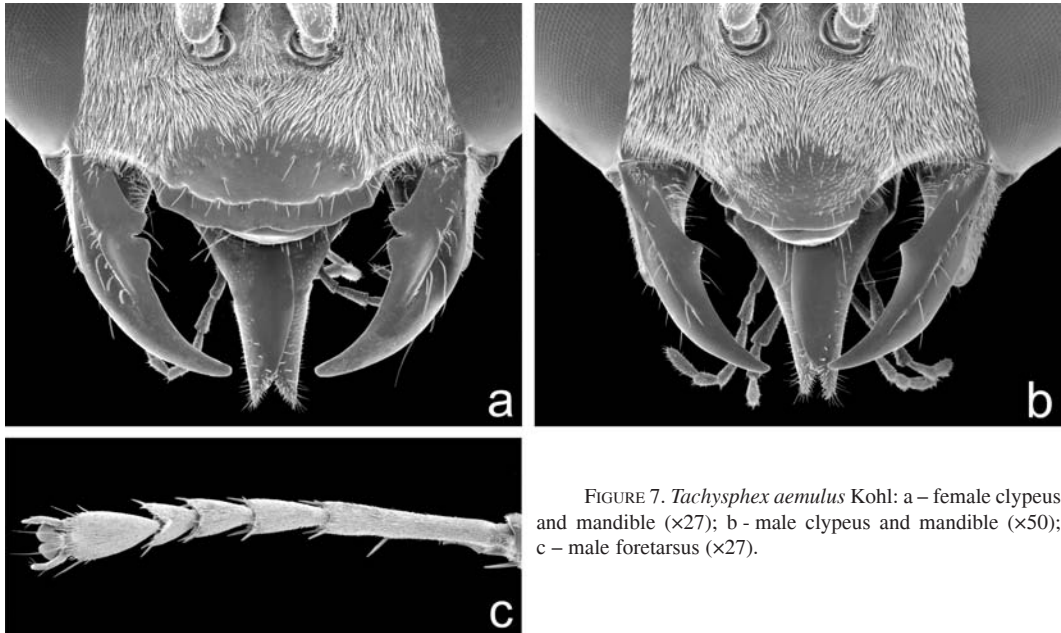 a
b
c
FIGURE 7. Tachysphex aemulus Kohl: a – female clypeus
and mandible (×27); b - male clypeus and mandible (×50);
c – male foretarsus (×27).